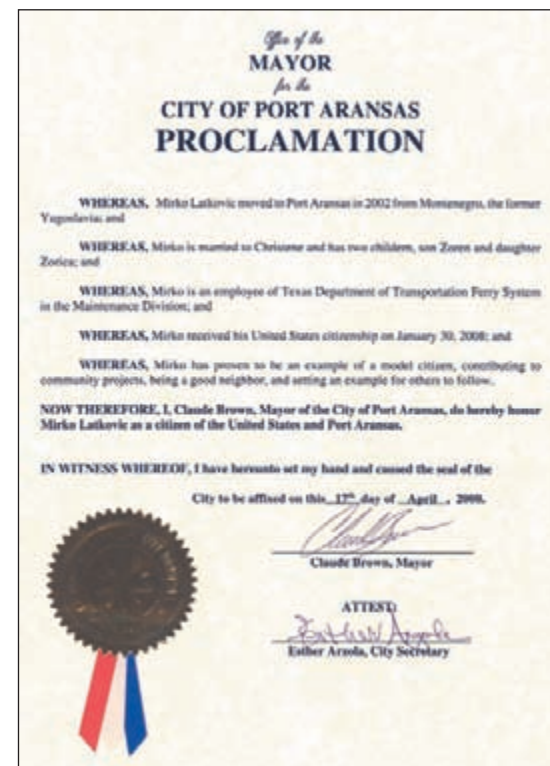 Office of the
MAYOR
for the
CITY OF PORT ARANSAS
PROCLAMATION
WHEREAS, Mirko Latkovic moved to Port Aransas in 2002 from Montenegro, the former
Yugoslavia; and
WHEREAS, Mirko is married to Christene and has two childern, son Zoren and daughter
Zorica; and
WHEREAS, Mirko is an employee of Texas Department of Transportation Ferry System
in the Maintenance Division; and
WHEREAS, Mirko received his United States citizenship on January 30, 2008; and
WHEREAS, Mirko has proven to be an example of a model citizen, contributing to
community projects, being a good neighbor, and setting an example for others to follow.
NOW THEREFORE, I, Claude Brown, Mayor of the City of Port Aransas, do hereby honor
Mirko Latkovic as a citizen of the United States and Port Aransas.
IN WITNESS WHEREOF, I have hereunto set my hand and caused the seal of the
City to be affixed on this 17th day of April , 2008.
Claude Brown, Mayor
ATTEST:
Esther Arzola
Esther Arzola, City Secretary